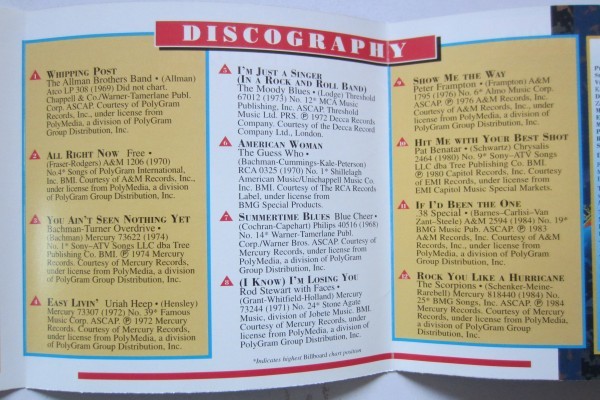 DISCOGRAPHY
1 WHIPPING POST
The Allman Brothers Band • (Allman)
Atco LP 308 (1969) Did not chart.
Chappell & Co./Warner-Tamerlane Publ.
Corp. ASCAP. Courtesy of PolyGram
Records, Inc., under license from
PolyMedia, a division of PolyGram
Group Distribution, Inc.
2 ALL RIGHT NOW Free •
(Fraser-Rodgers) A&M 1206 (1970)
No.4* Songs of PolyGram International,
Inc. BMI. Courtesy of A&M Records, Inc.,
under license from PolyMedia, a division
of PolyGram Group Distribution, Inc.
3 YOU AIN'T SEEN NOTHING YET
Bachman-Turner Overdrive •
(Bachman) Mercury 73622 (1974)
No. 1* Sony-ATV Songs LLC dba Tree
Publishing Co. BMI. Ⓟ 1974 Mercury
Records. Courtesy of Mercury Records,
under license from PolyMedia, a division
of PolyGram Group Distribution, Inc.
4 EASY LIVIN' Uriah Heep • (Hensley)
Mercury 73307 (1972) No. 39* Famous
Music Corp. ASCAP. Ⓟ 1972 Mercury
Records. Courtesy of Mercury Records,
under license from PolyMedia, a division
of PolyGram Group Distribution, Inc.
5 I'M JUST A SINGER
(IN A ROCK AND ROLL BAND)
The Moody Blues • (Lodge) Threshold
67012 (1973) No. 12* MCA Music
Publishing, Inc. ASCAP. Threshold
Music Ltd. PRS. Ⓟ 1972 Decca Record
Company. Courtesy of the Decca Record
Company Ltd., London.
6 AMERICAN WOMAN
The Guess Who •
(Bachman-Cummings-Kale-Peterson)
RCA 0325 (1970) No. 1* Shillelagh
American Music/Unichappell Music Co.
Inc. BMI. Courtesy of The RCA Records
Label, under license from
BMG Special Products.
7 SUMMERTIME BLUES Blue Cheer •
(Cochran-Capehart) Philips 40516 (1968)
No. 14* Warner-Tamerlane Publ.
Corp./Warner Bros. ASCAP. Courtesy of
Mercury Records, under license from
PolyMedia, a division of PolyGram
Group Distribution, Inc.
8 (I KNOW) I'M LOSING YOU
Rod Stewart with Faces •
(Grant-Whitfield-Holland) Mercury
73244 (1971) No. 24* Stone Agate
Music, division of Jobete Music. BMI.
Courtesy of Mercury Records, under
license from PolyMedia, a division of
PolyGram Group Distribution, Inc.
*Indicates highest Billboard chart position
9 SHOW ME THE WAY
Peter Frampton • (Frampton) A&M
1795 (1976) No. 6* Almo Music Corp.
ASCAP. Ⓟ 1976 A&M Records, Inc.
Courtesy of A&M Records, Inc., under
license from PolyMedia, a division of
PolyGram Group Distribution, Inc.
10 HIT ME WITH YOUR BEST SHOT
Pat Benatar • (Schwartz) Chrysalis
2464 (1980) No. 9* Sony-ATV Songs
LLC dba Tree Publishing Co. BMI.
Ⓟ 1980 Capitol Records, Inc. Courtesy
of EMI Records, under license from
EMI Capitol Music Special Markets.
11 IF I'D BEEN THE ONE
38 Special • (Barnes-Carlisi-Van
Zant-Steele) A&M 2594 (1984) No. 19*
BMG Music Pub. ASCAP. Ⓟ 1983
A&M Records, Inc. Courtesy of A&M
Records, Inc., under license from
PolyMedia, a division of PolyGram
Group Distribution, Inc.
12 ROCK YOU LIKE A HURRICANE
The Scorpions • (Schenker-Meine-
Rarebell) Mercury 818440 (1984) No.
25* BMG Songs, Inc. ASCAP. Ⓟ 1984
Mercury Records. Courtesy of Mercury
Records, under license from PolyMedia,
a division of PolyGram Group
Distribution, Inc.